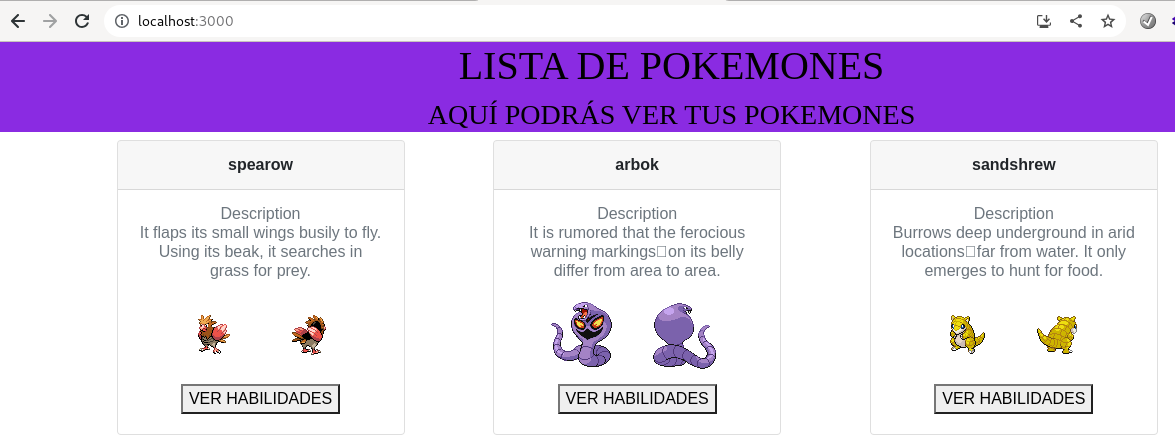 localhost:3000
LISTA DE POKEMONES
AQUÍ PODRÁS VER TUS POKEMONES
spearow
Description
It flaps its small wings busily to fly.
Using its beak, it searches in
grass for prey.
VER HABILIDADES
arbok
Description
It is rumored that the ferocious
warning markings□on its belly
differ from area to area.
VER HABILIDADES
sandshrew
Description
Burrows deep underground in arid
locations□far from water. It only
emerges to hunt for food.
VER HABILIDADES